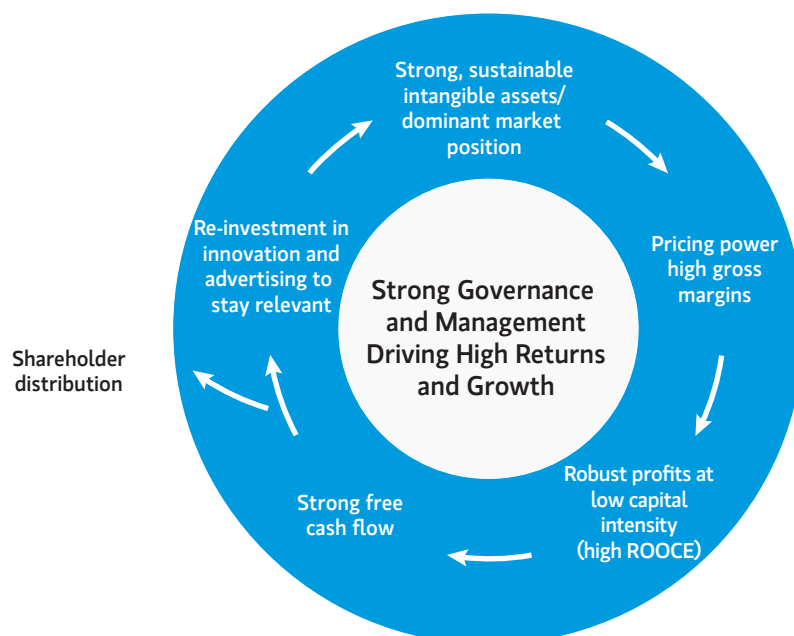 Strong, sustainable
intangible assets/
dominant market
position
Pricing power
high gross
margins
Robust profits at
low capital
intensity
(high ROOCE)
Strong free
cash flow
Re-investment in
innovation and
advertising to
stay relevant
Shareholder
distribution
Strong Governance
and Management
Driving High Returns
and Growth